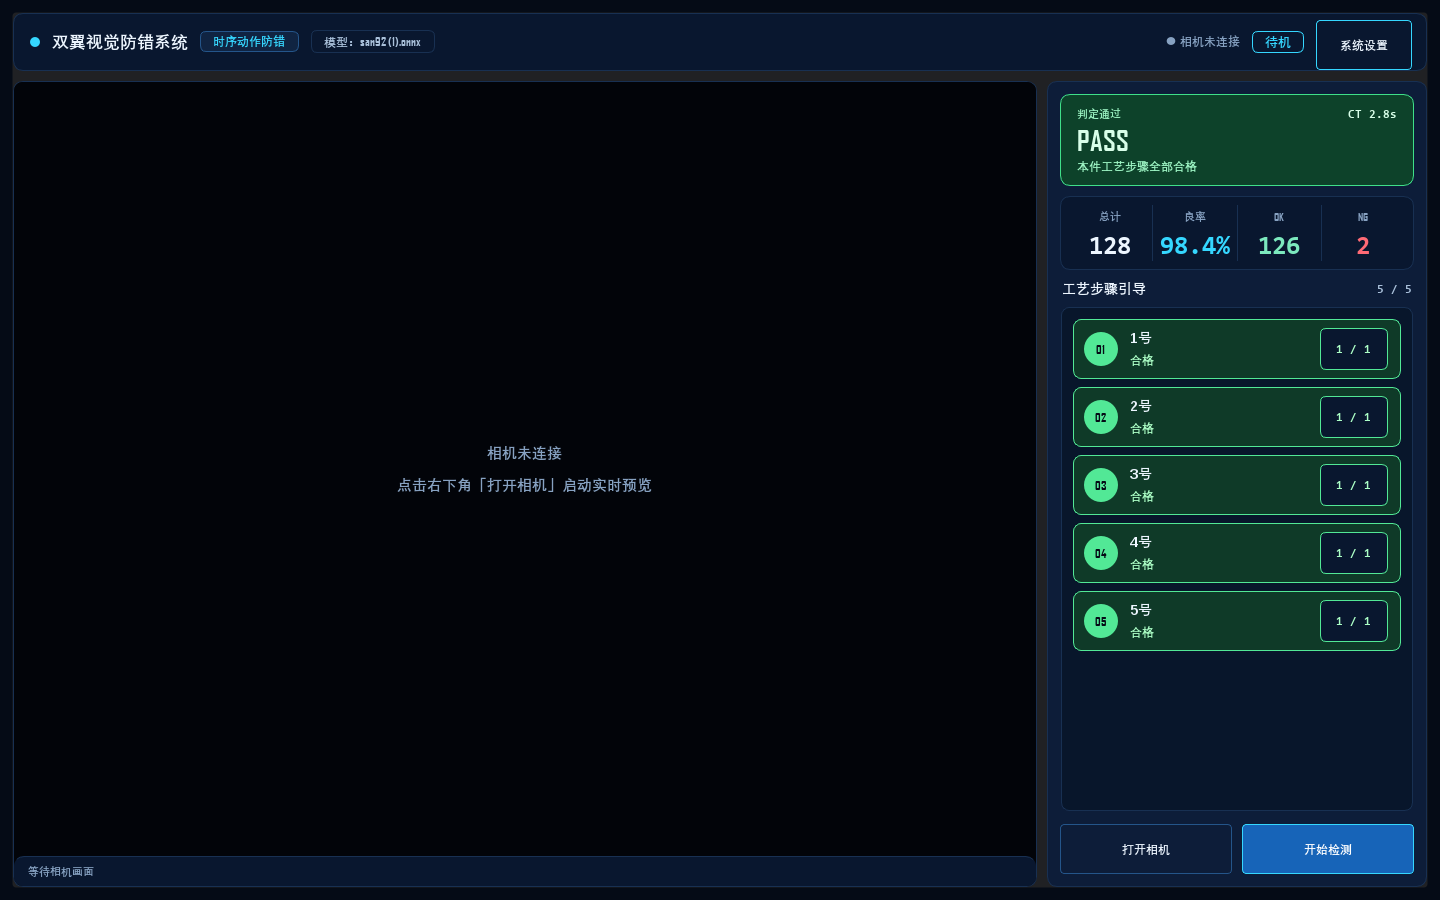 双翼视觉防错系统 时序动作防错 模型: sam92(1).onnx 相机未连接 待机 系统设置
相机未连接
点击右下角「打开相机」启动实时预览
等待相机画面
判定通过 CT 2.8s
PASS
本件工艺步骤全部合格
总计 良率 OK NG
128 98.4% 126 2
工艺步骤引导 5 / 5
01 1号 1 / 1
合格
02 2号 1 / 1
合格
03 3号 1 / 1
合格
04 4号 1 / 1
合格
05 5号 1 / 1
合格
打开相机 开始检测